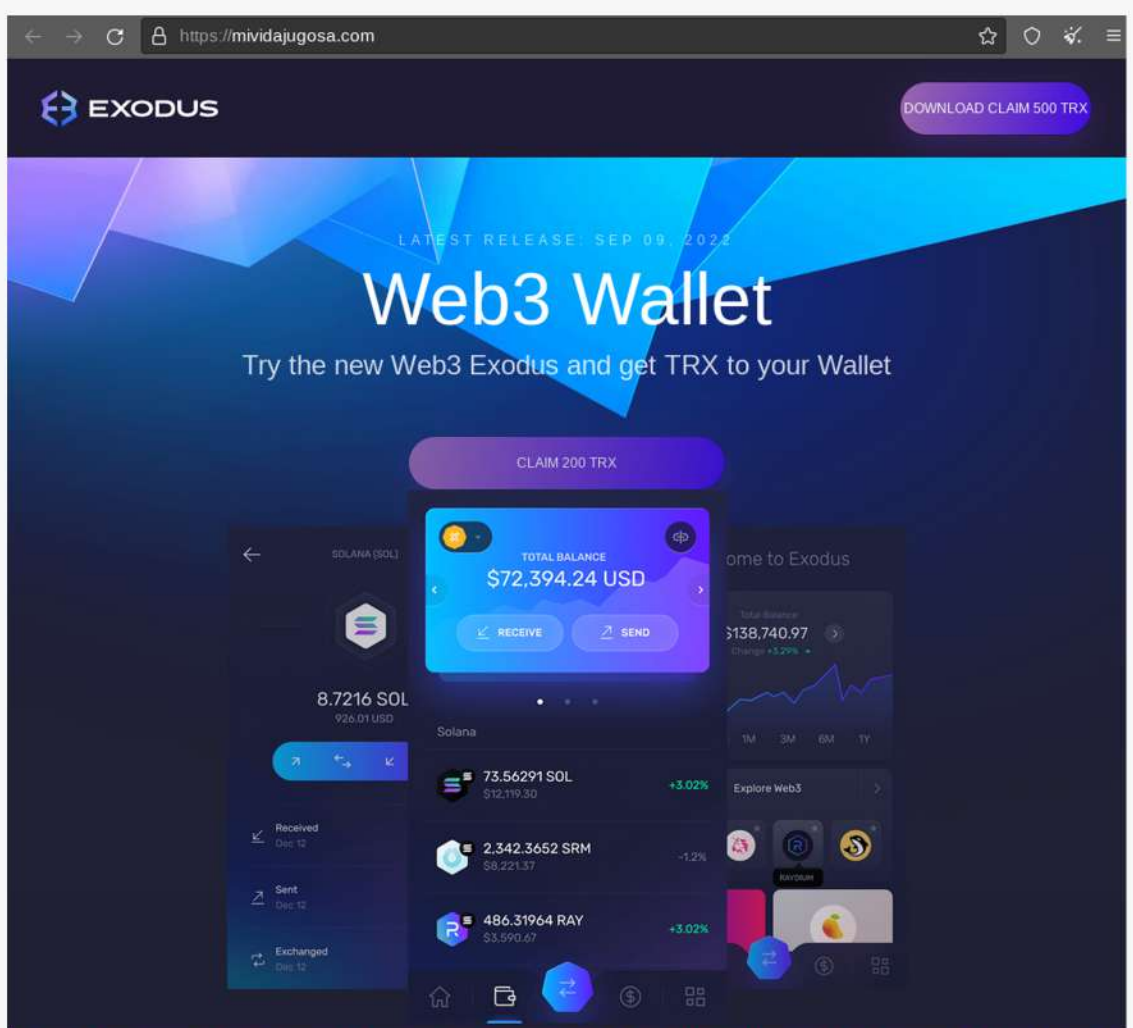 https://mividajugosa.com
EXODUS
DOWNLOAD CLAIM 500 TRX
LATEST RELEASE: SEP 09, 2022
Web3 Wallet
Try the new Web3 Exodus and get TRX to your Wallet
CLAIM 200 TRX
SOLANA (SOL)
8.7216 SOL
926.01 USD
Received
Dec 12
Sent
Dec 12
Exchanged
Dec 12
TOTAL BALANCE
$72,394.24 USD
RECEIVE
SEND
Solana
73.56291 SOL
$12,119.30
+3.02%
2,342.3652 SRM
$8,221.37
-1.2%
486.31964 RAY
$3,590.67
+3.02%
ome to Exodus
Total Balance
$138,740.97
Change +3.29%
1M 3M 6M 1Y
Explore Web3
RAYDIUM